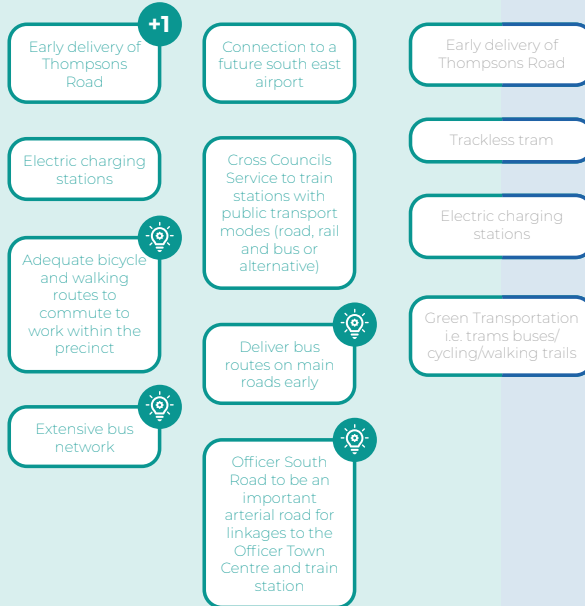 +1
Early delivery of
Thompsons
Road
Electric charging
stations
Adequate bicycle
and walking
routes to
commute to
work within the
precinct
Extensive bus
network
Connection to a
future south east
airport
Cross Councils
Service to train
stations with
public transport
modes (road, rail
and bus or
alternative)
Deliver bus
routes on main
roads early
Officer South
Road to be an
important
arterial road for
linkages to the
Officer Town
Centre and train
station
Early delivery of
Thompsons Road
Trackless tram
Electric charging
stations
Green Transportation
i.e. trams buses/
cycling/walking trails